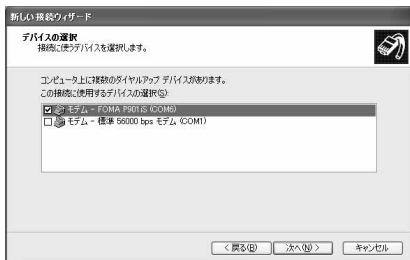 新しい接続ウィザード
デバイスの選択
接続に使うデバイスを選択します。
コンピュータ上に複数のダイヤルアップ デバイスがあります。
この接続に使用するデバイスの選択(S):
モデム - FOMA P901iS (COM6)
モデム - 標準 56000 bps モデム (COM1)
< 戻る(B)
次へ(N) >
キャンセル